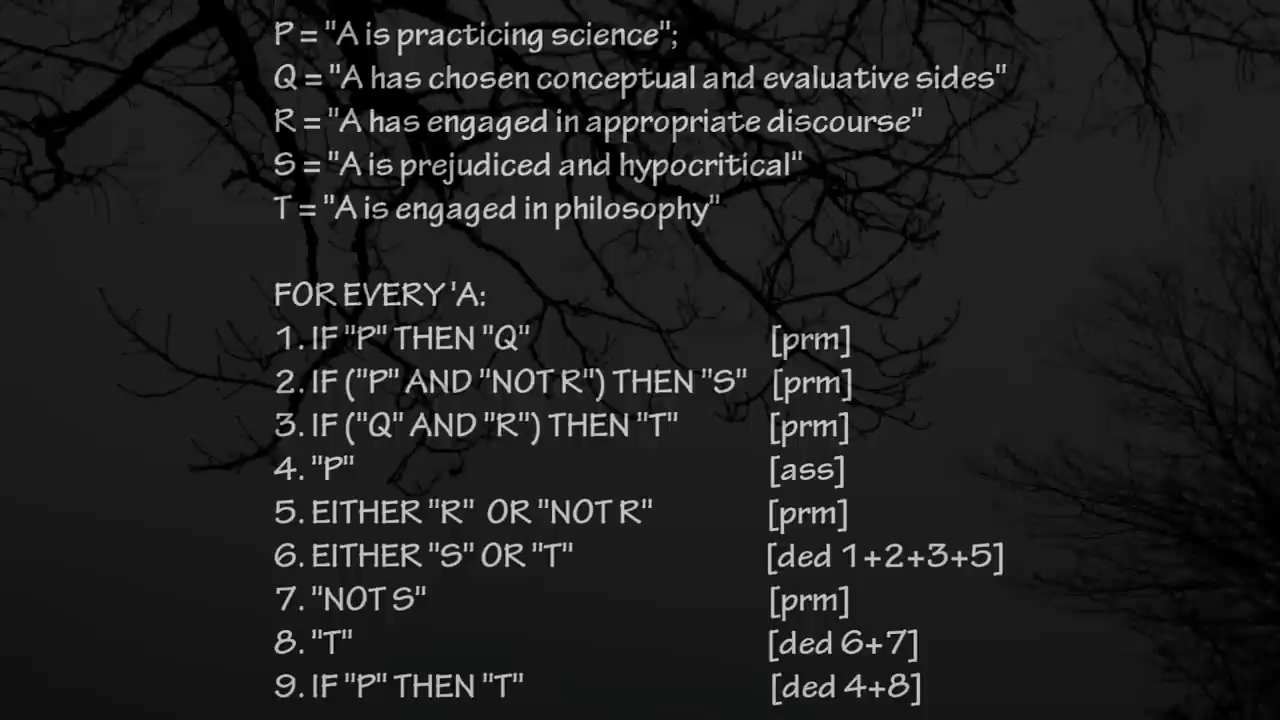 P = "A is practicing science";
Q = "A has chosen conceptual and evaluative sides"
R = "A has engaged in appropriate discourse"
S = "A is prejudiced and hypocritical"
T = "A is engaged in philosophy"
FOR EVERY 'A:
1. IF "P" THEN "Q" [prm]
2. IF ("P" AND "NOT R") THEN "S" [prm]
3. IF ("Q" AND "R") THEN "T" [prm]
4. "P" [ass]
5. EITHER "R" OR "NOT R" [prm]
6. EITHER "S" OR "T" [ded 1+2+3+5]
7. "NOT S" [prm]
8. "T" [ded 6+7]
9. IF "P" THEN "T" [ded 4+8]